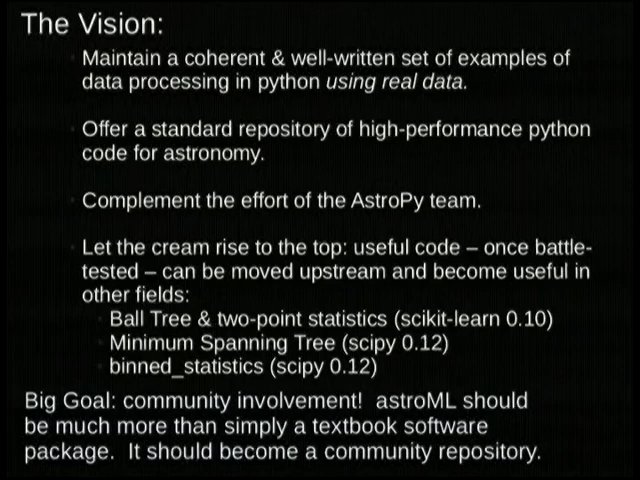 The Vision:
Maintain a coherent & well-written set of examples of
data processing in python using real data.
Offer a standard repository of high-performance python
code for astronomy.
Complement the effort of the AstroPy team.
Let the cream rise to the top: useful code – once battle-
tested – can be moved upstream and become useful in
other fields:
Ball Tree & two-point statistics (scikit-learn 0.10)
Minimum Spanning Tree (scipy 0.12)
binned_statistics (scipy 0.12)
Big Goal: community involvement!  astroML should
be much more than simply a textbook software
package.  It should become a community repository.